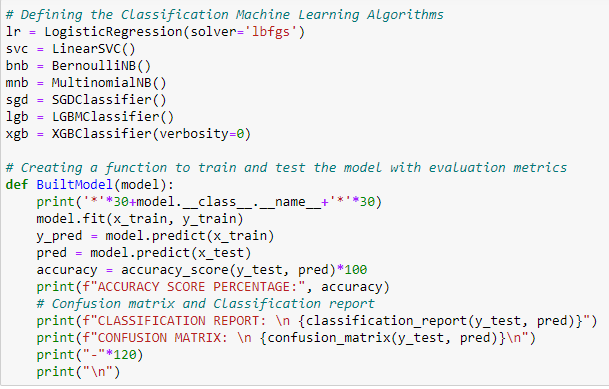 # Defining the Classification Machine Learning Algorithms
lr = LogisticRegression(solver='lbfgs')
svc = LinearSVC()
bnb = BernoulliNB()
mnb = MultinomialNB()
sgd = SGDClassifier()
lgb = LGBMClassifier()
xgb = XGBClassifier(verbosity=0)

# Creating a function to train and test the model with evaluation metrics
def BuiltModel(model):
    print('*'*30+model.__class__.__name__+'*'*30)
    model.fit(x_train, y_train)
    y_pred = model.predict(x_train)
    pred = model.predict(x_test)
    accuracy = accuracy_score(y_test, pred)*100
    print(f"ACCURACY SCORE PERCENTAGE:", accuracy)
    # Confusion matrix and Classification report
    print(f"CLASSIFICATION REPORT: \n {classification_report(y_test, pred)}")
    print(f"CONFUSION MATRIX: \n {confusion_matrix(y_test, pred)}\n")
    print("-"*120)
    print("\n")